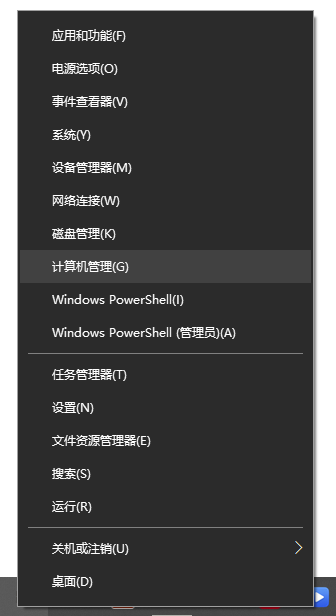 应用和功能(F)
电源选项(O)
事件查看器(V)
系统(Y)
设备管理器(M)
网络连接(W)
磁盘管理(K)
计算机管理(G)
Windows PowerShell(I)
Windows PowerShell (管理员)(A)
任务管理器(T)
设置(N)
文件资源管理器(E)
搜索(S)
运行(R)
关机或注销(U)
桌面(D)